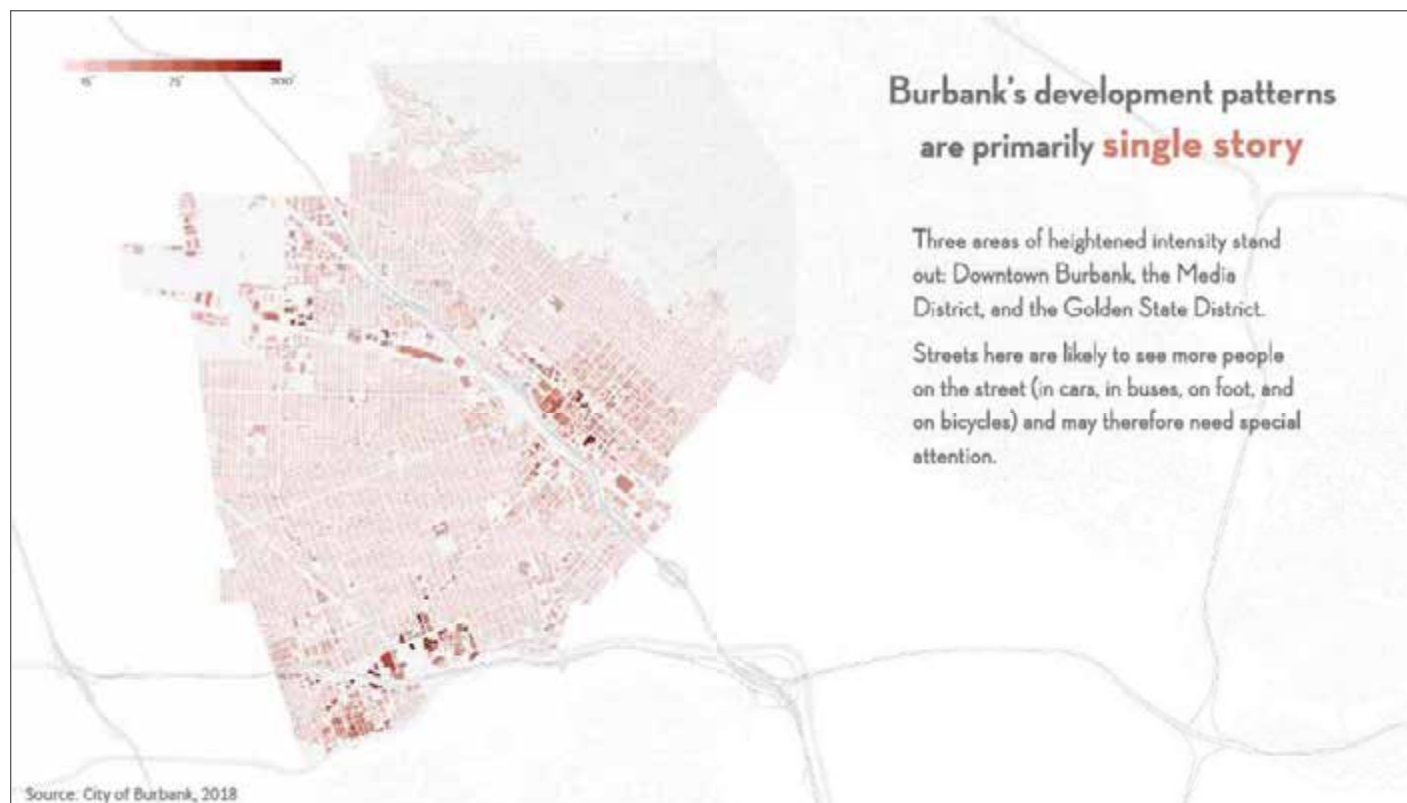 75'
300'
Burbank's development patterns
are primarily single story
Three areas of heightened intensity stand
out: Downtown Burbank, the Media
District, and the Golden State District.
Streets here are likely to see more people
on the street (in cars, in buses, on foot, and
on bicycles) and may therefore need special
attention.
Source: City of Burbank, 2018